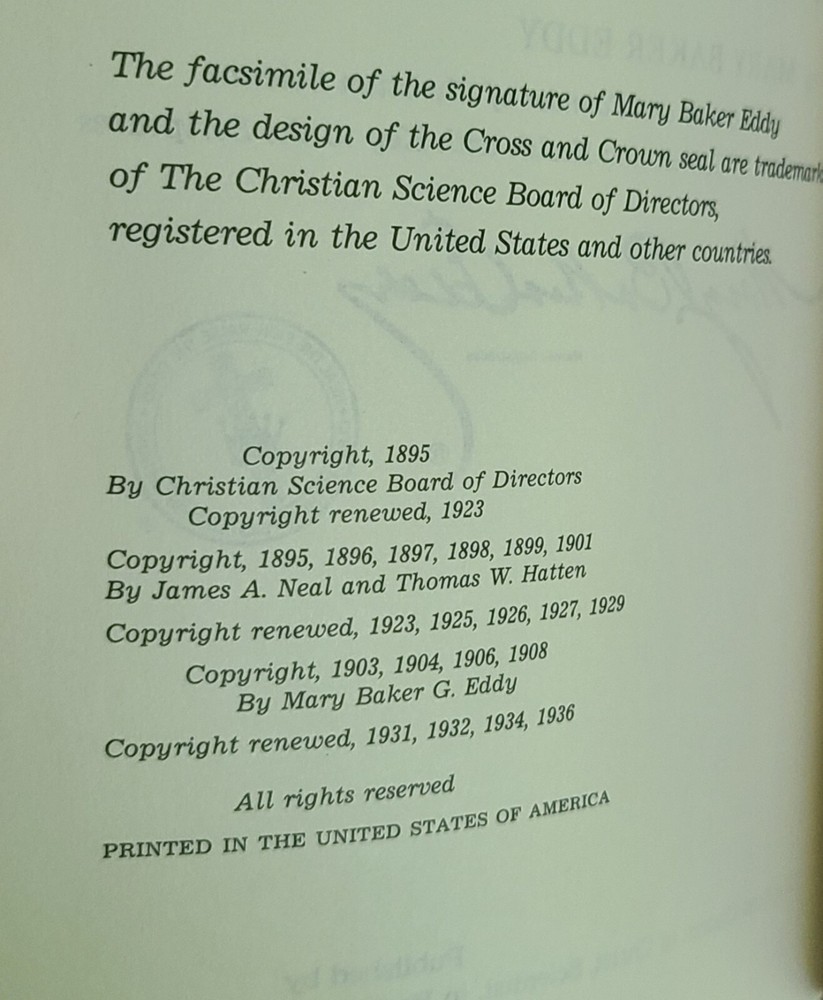 The facsimile of the signature of Mary Baker Eddy
and the design of the Cross and Crown seal are trademark
of The Christian Science Board of Directors,
registered in the United States and other countries.
Copyright, 1895
By Christian Science Board of Directors
Copyright renewed, 1923
Copyright, 1895, 1896, 1897, 1898, 1899, 1901
By James A. Neal and Thomas W. Hatten
Copyright renewed, 1923, 1925, 1926, 1927, 1929
Copyright, 1903, 1904, 1906, 1908
By Mary Baker G. Eddy
Copyright renewed, 1931, 1932, 1934, 1936
All rights reserved
PRINTED IN THE UNITED STATES OF AMERICA